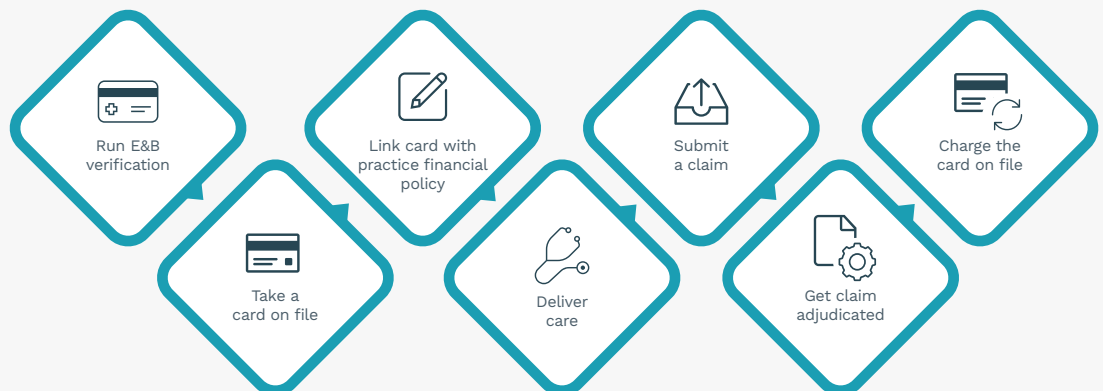 Run E&B
verification
Take a
card on file
Link card with
practice financial
policy
Deliver
care
Submit
a claim
Get claim
adjudicated
Charge the
card on file